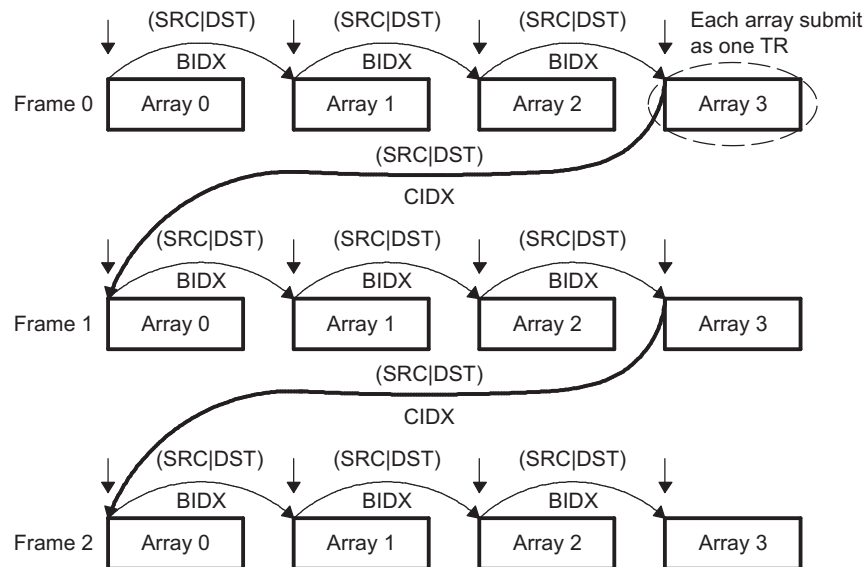 (SRC|DST) (SRC|DST) (SRC|DST) Each array submit
as one TR
BIDX BIDX BIDX
Frame 0 Array 0 Array 1 Array 2 Array 3
(SRC|DST)
CIDX
(SRC|DST) (SRC|DST) (SRC|DST)
BIDX BIDX BIDX
Frame 1 Array 0 Array 1 Array 2 Array 3
(SRC|DST)
CIDX
(SRC|DST) (SRC|DST) (SRC|DST)
BIDX BIDX BIDX
Frame 2 Array 0 Array 1 Array 2 Array 3